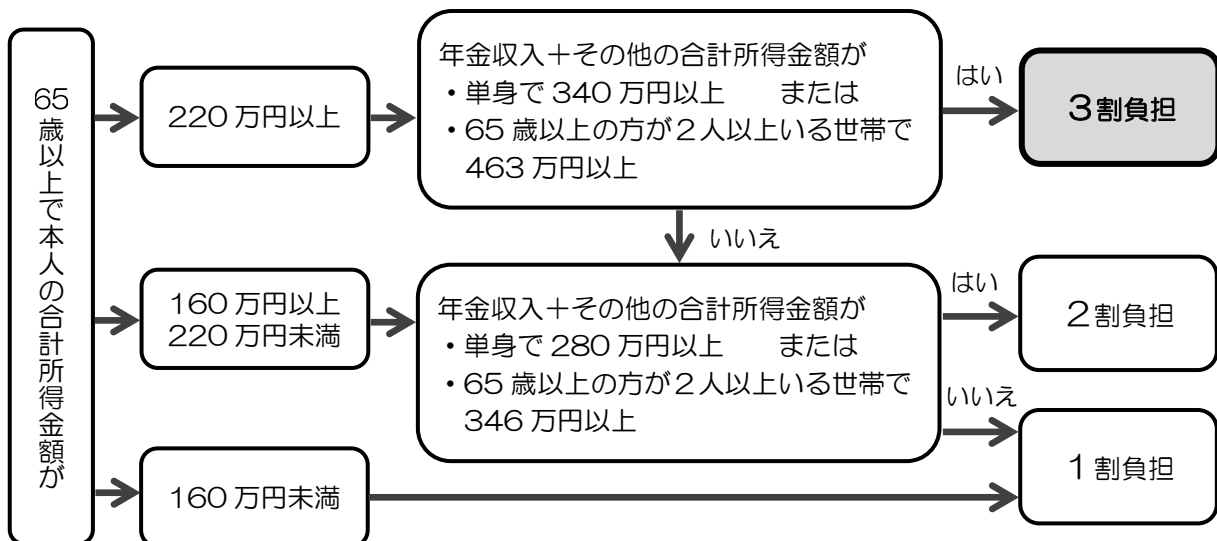 65歳以上で本人の合計所得金額が
220万円以上
年金収入＋その他の合計所得金額が
・単身で340万円以上　　または
・65歳以上の方が２人以上いる世帯で
463万円以上
はい
３割負担
いいえ
160万円以上
220万円未満
年金収入＋その他の合計所得金額が
・単身で280万円以上　　または
・65歳以上の方が２人以上いる世帯で
346万円以上
はい
２割負担
いいえ
１割負担
160万円未満